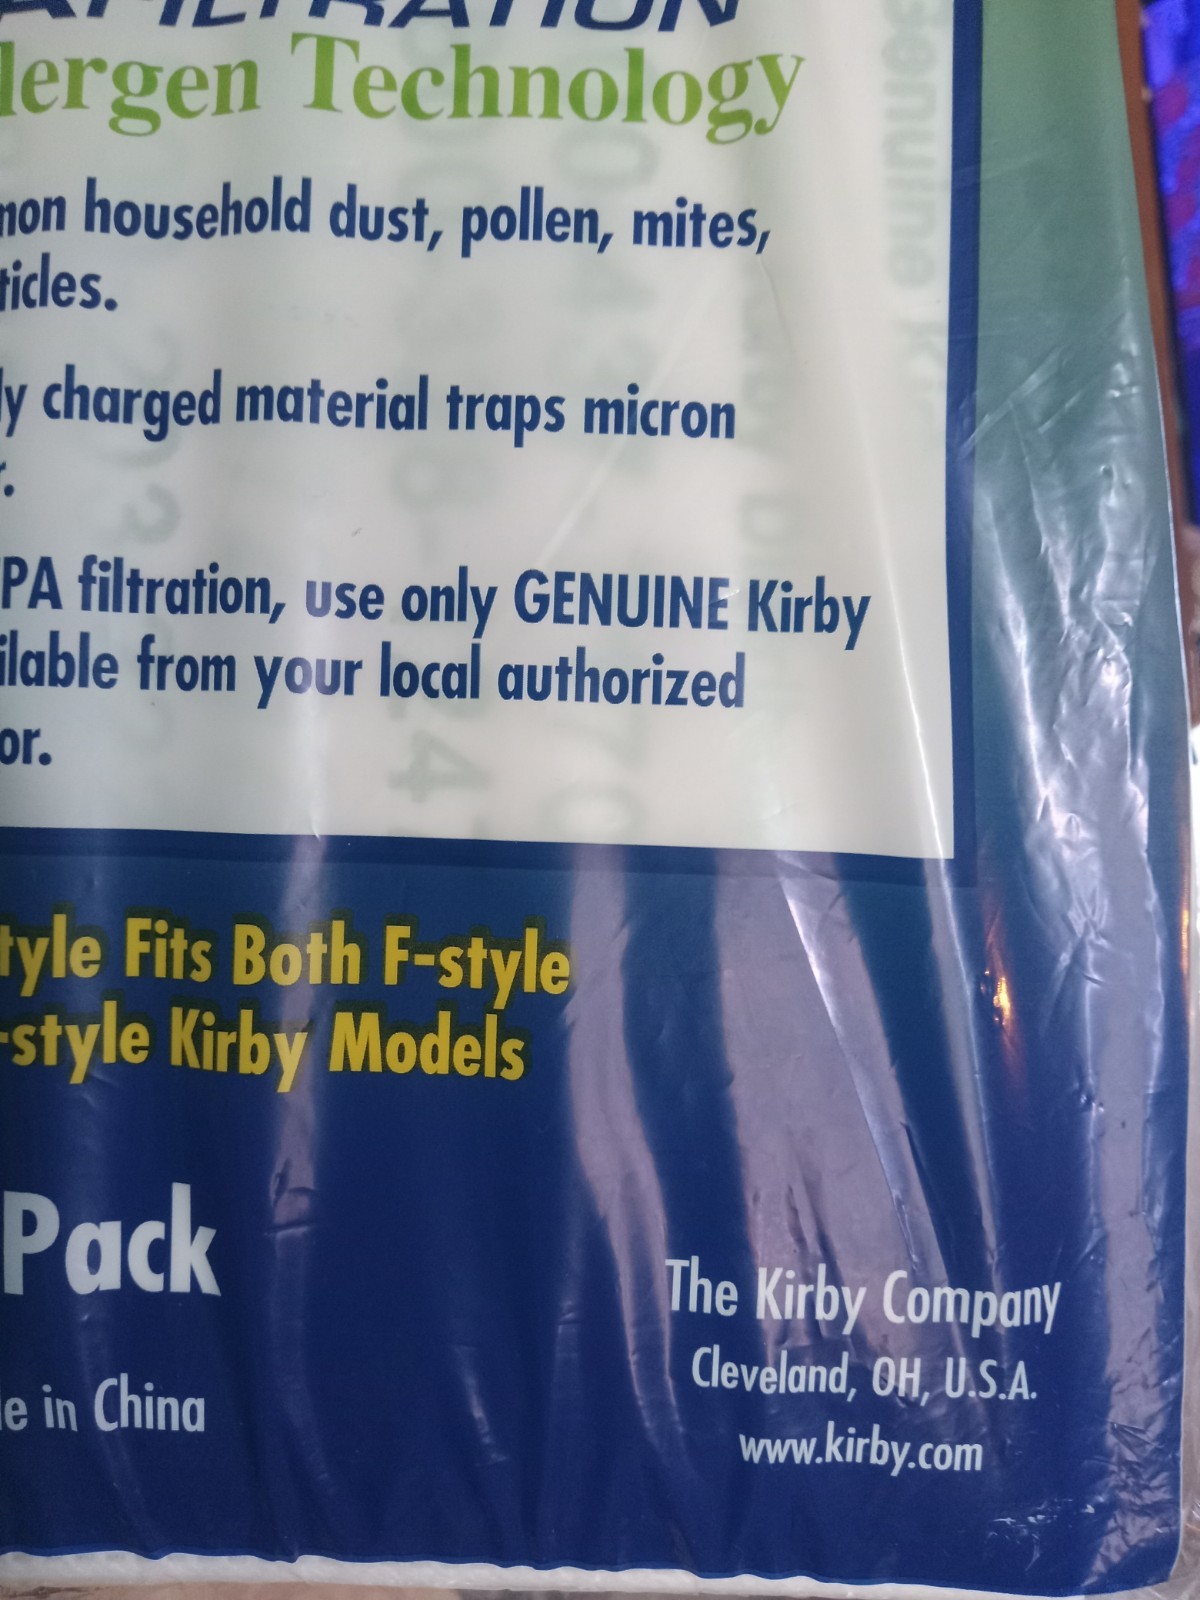 FILTRATION
lergen Technology
mon household dust, pollen, mites,
ticles.
ly charged material traps micron
r.
PA filtration, use only GENUINE Kirby
ilable from your local authorized
or.
tyle Fits Both F-style
-style Kirby Models
Pack
The Kirby Company
Cleveland, OH, U.S.A.
e in China
www.kirby.com